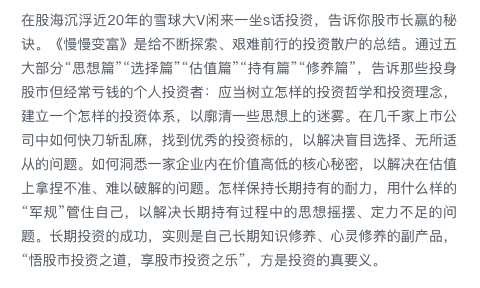 在股海沉浮近20年的雪球大V闲来一坐s话投资，告诉你股市长赢的秘
诀。《慢慢变富》是给不断探索、艰难前行的投资散户的总结。通过五
大部分“思想篇”“选择篇”“估值篇”“持有篇”“修养篇”，告诉那些投身
股市但经常亏钱的个人投资者：应当树立怎样的投资哲学和投资理念，
建立一个怎样的投资体系，以廓清一些思想上的迷雾。在几千家上市公
司中如何快刀斩乱麻，找到优秀的投资标的，以解决盲目选择、无所适
从的问题。如何洞悉一家企业内在价值高低的核心秘密，以解决在估值
上拿捏不准、难以破解的问题。怎样保持长期持有的耐力，用什么样的
“军规”管住自己，以解决长期持有过程中的思想摇摆、定力不足的问
题。长期投资的成功，实则是自己长期知识修养、心灵修养的副产品，
“悟股市投资之道，享股市投资之乐”，方是投资的真要义。